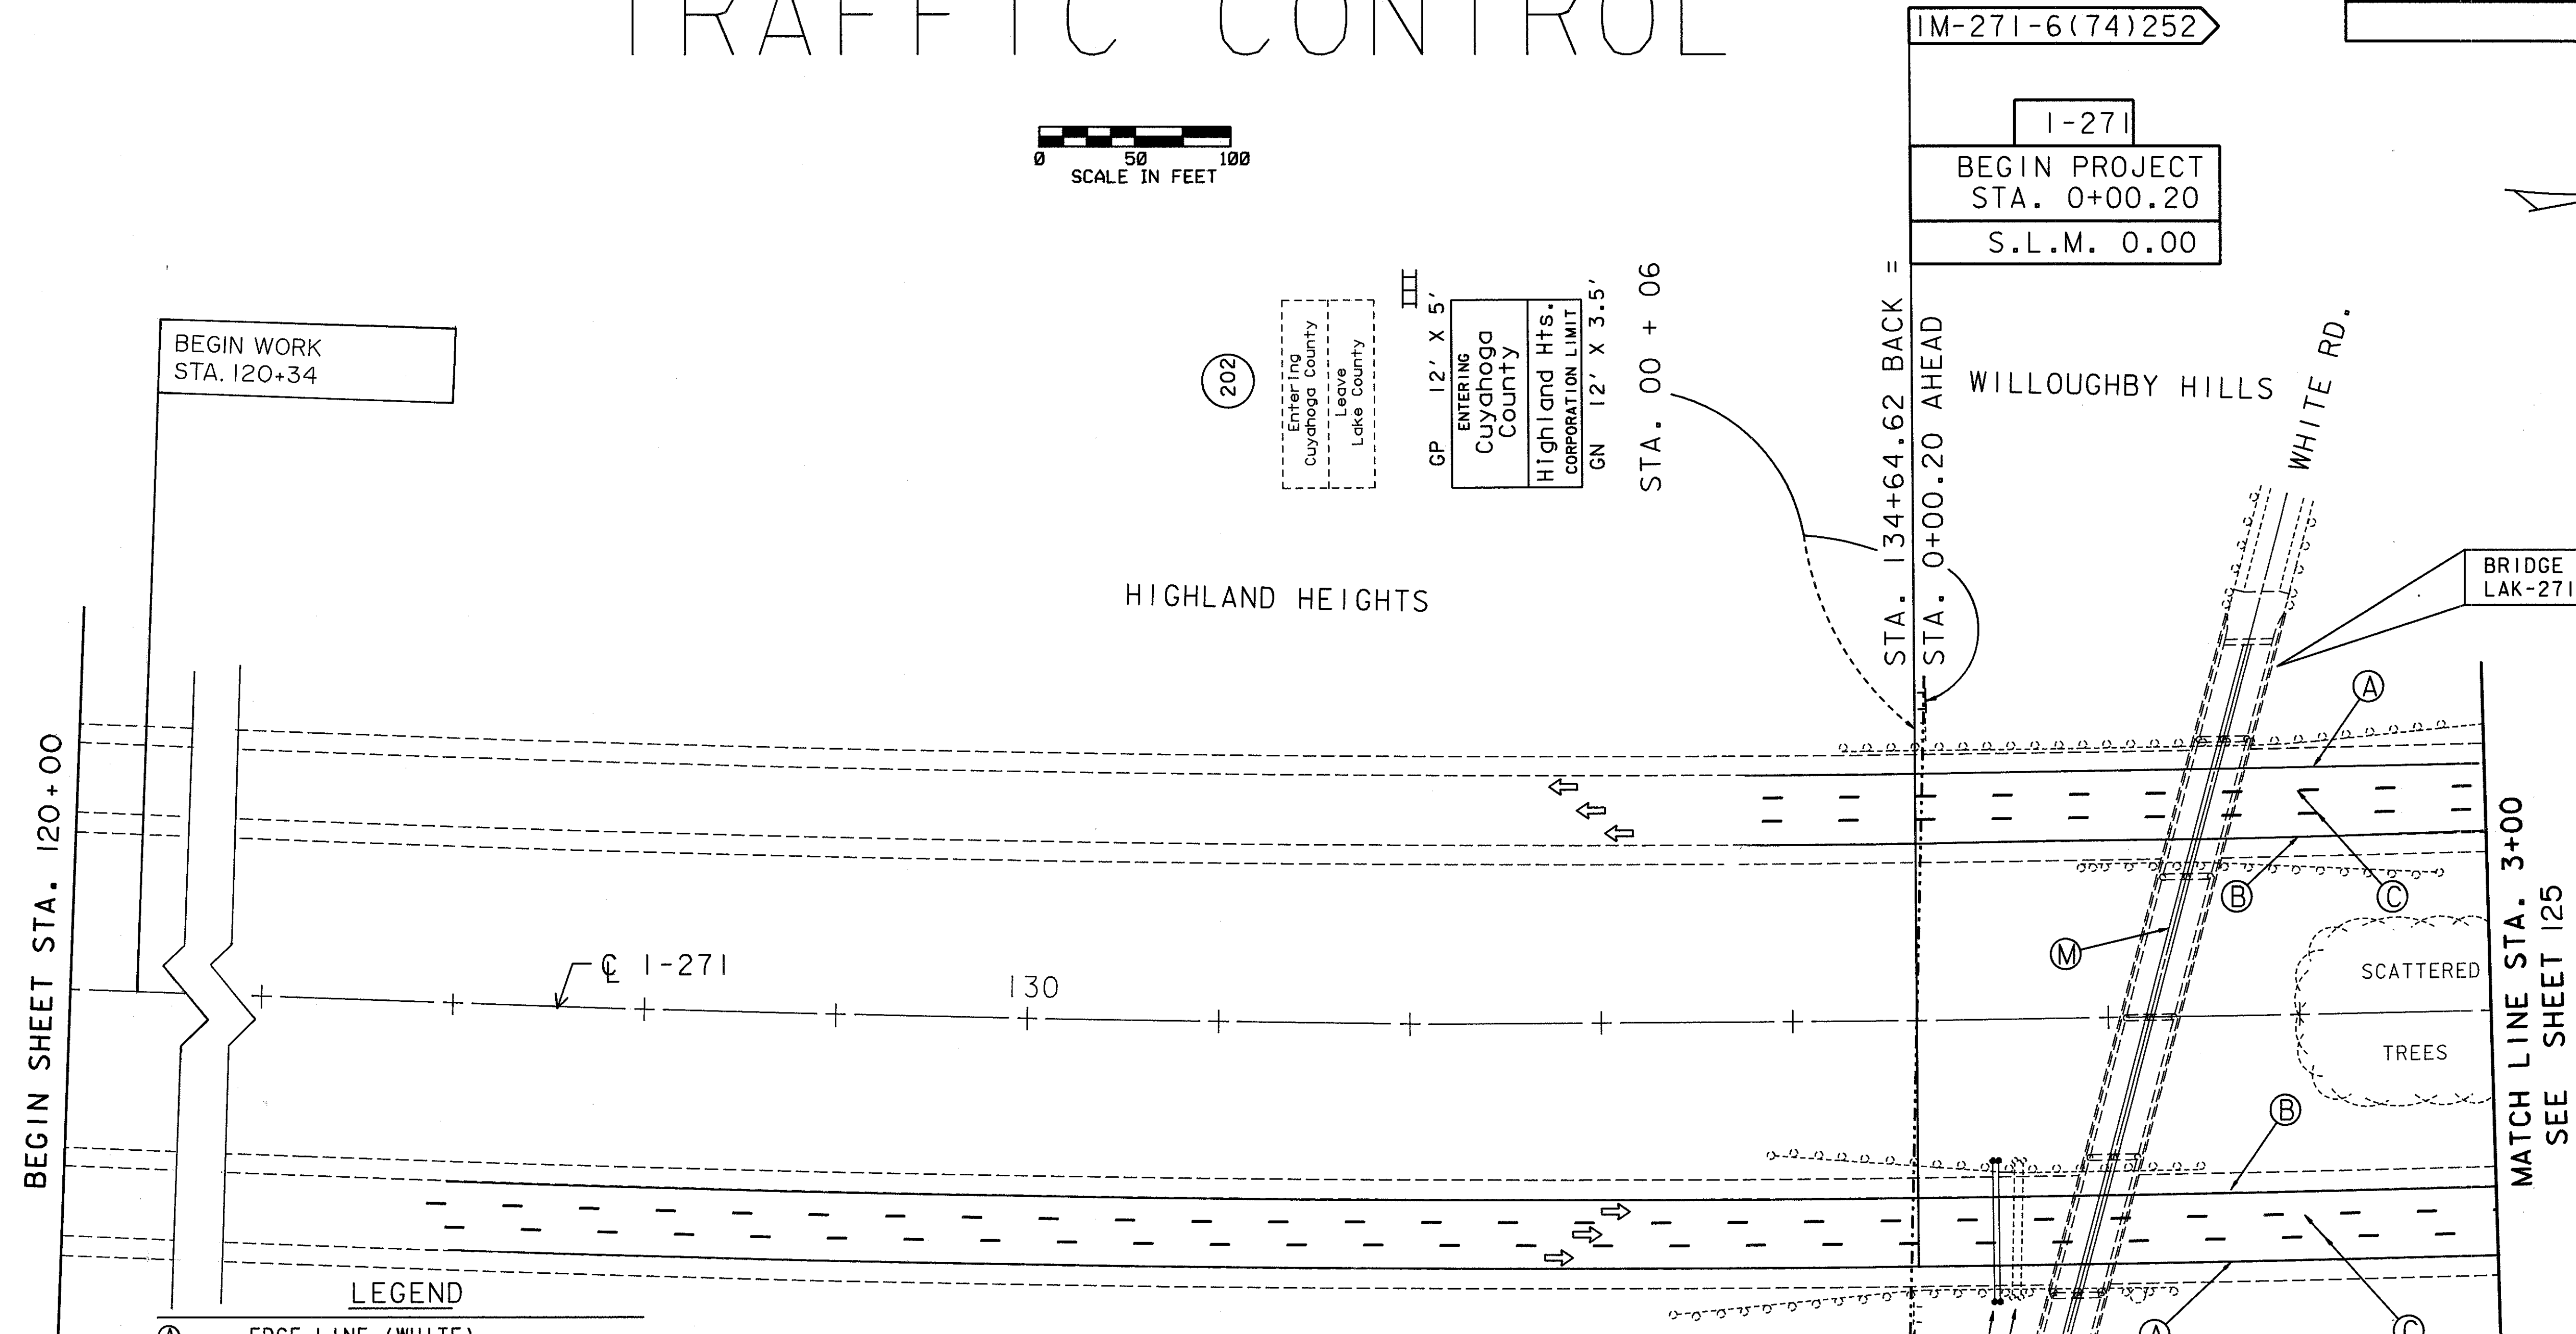 TRAFFIC CONTROL
IM-271-6(74)252
I-271
BEGIN PROJECT
STA. 0+00.20
S.L.M. 0.00
0 50 100
SCALE IN FEET
BEGIN WORK
STA. 120+34
202
Entering
Cuyahoga County
Leave
Lake County
GP 12' X 5'
ENTERING
Cuyahoga
County
Highland Hts.
CORPORATION LIMIT
GN 12' X 3.5'
STA. 00 + 06
STA. 134+64.62 BACK =
STA. 0+00.20 AHEAD
WILLOUGHBY HILLS
WHITE RD.
HIGHLAND HEIGHTS
BRIDGE
LAK-271
A
B
C
M
BEGIN SHEET STA. 120+00
℄ I-271
130
SCATTERED
TREES
MATCH LINE STA. 3+00
SEE SHEET 125
B
LEGEND
A EDGE LINE (WHITE)
A
C